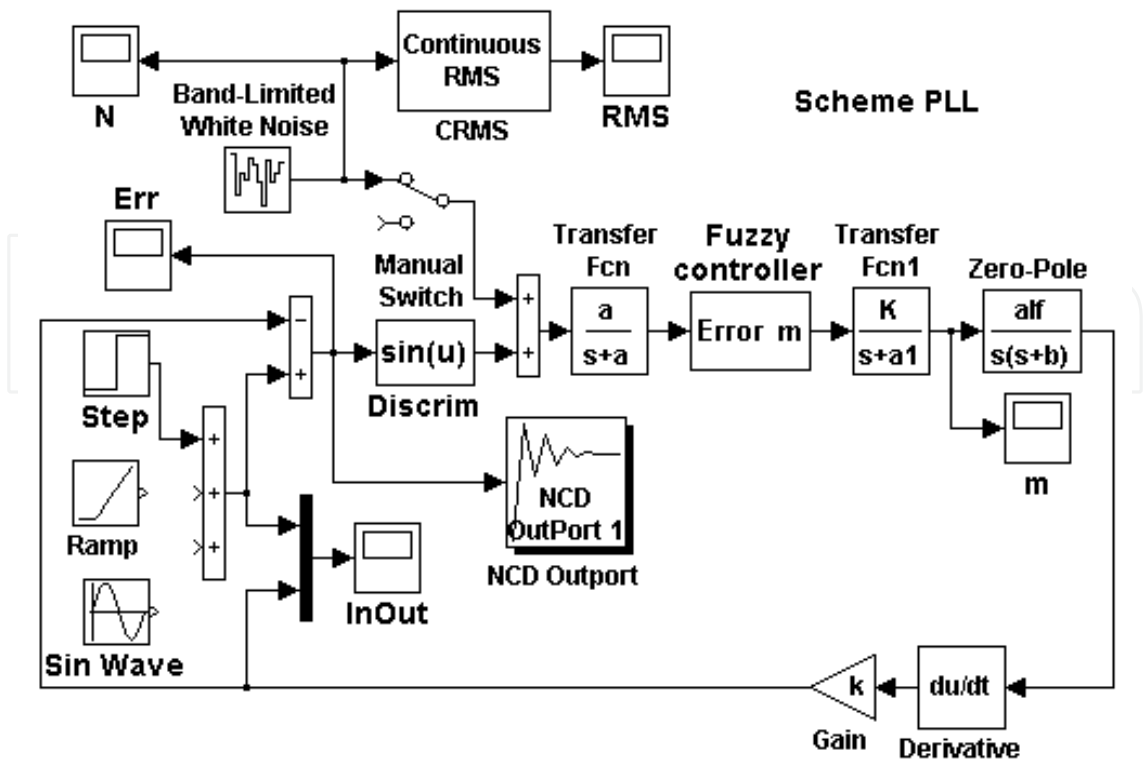 Continuous
RMS
CRMS
RMS
N
Scheme PLL
Band-Limited
White Noise
Err
Manual
Switch
Transfer
Fcn
a
s+a
Fuzzy
controller
Error m
Transfer
Fcn1
K
s+a1
Zero-Pole
alf
s(s+b)
−
+
+
+
sin(u)
Discrim
Step
+
+
+
Ramp
Sin Wave
InOut
NCD
OutPort 1
NCD Outport
m
k
Gain
du/dt
Derivative